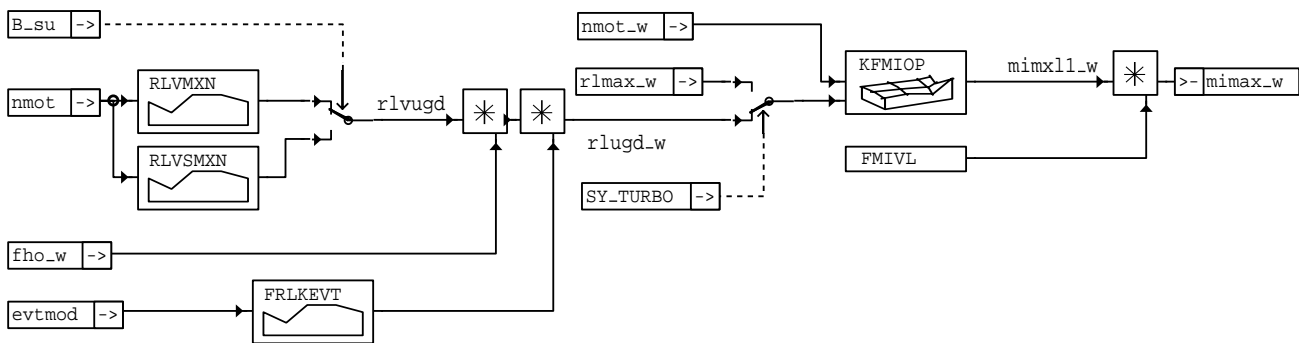 B_su ->
nmot ->
RLVMXN
RLVSMXN
rlvugd
*
*
fho_w ->
evtmod ->
FRLKEVT
nmot_w ->
rlmax_w ->
rlugd_w
SY_TURBO ->
KFMIOP
mimxl1_w
*
>- mimax_w
FMIVL